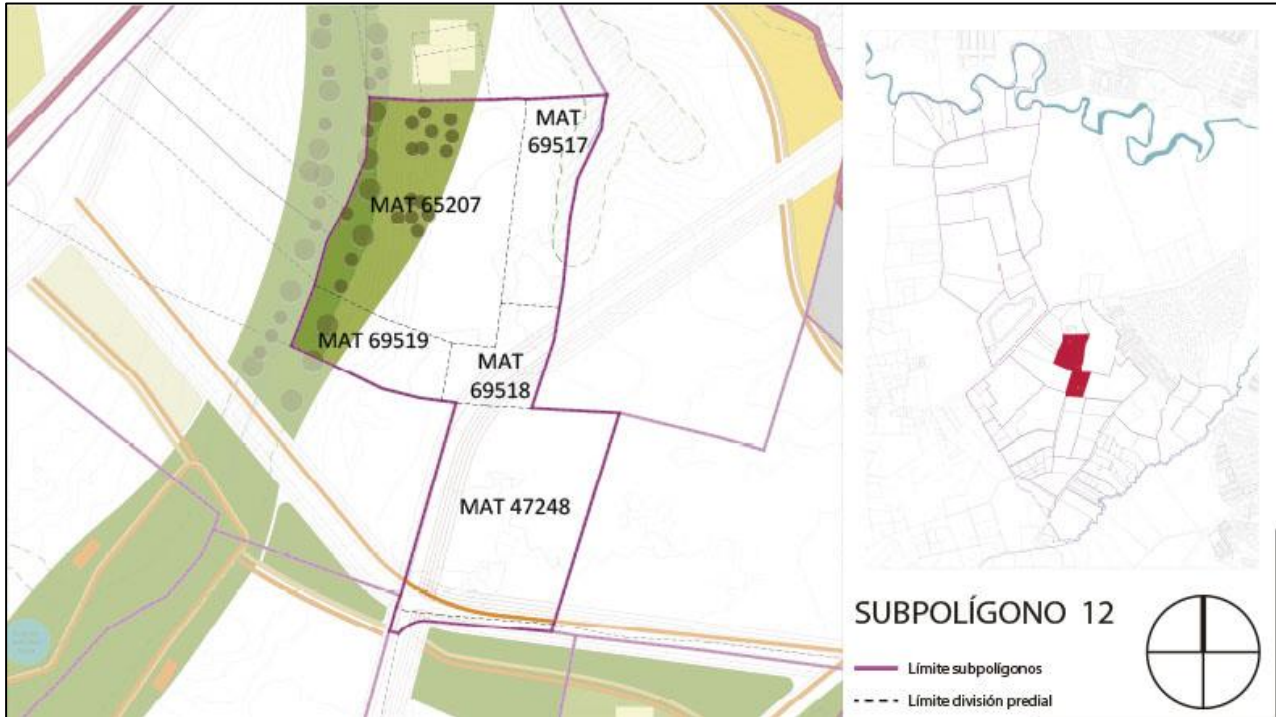 MAT
69517
MAT 65207
MAT 69519
MAT
69518
MAT 47248
SUBPOLÍGONO 12
Límite subpolígonos
Límite división predial